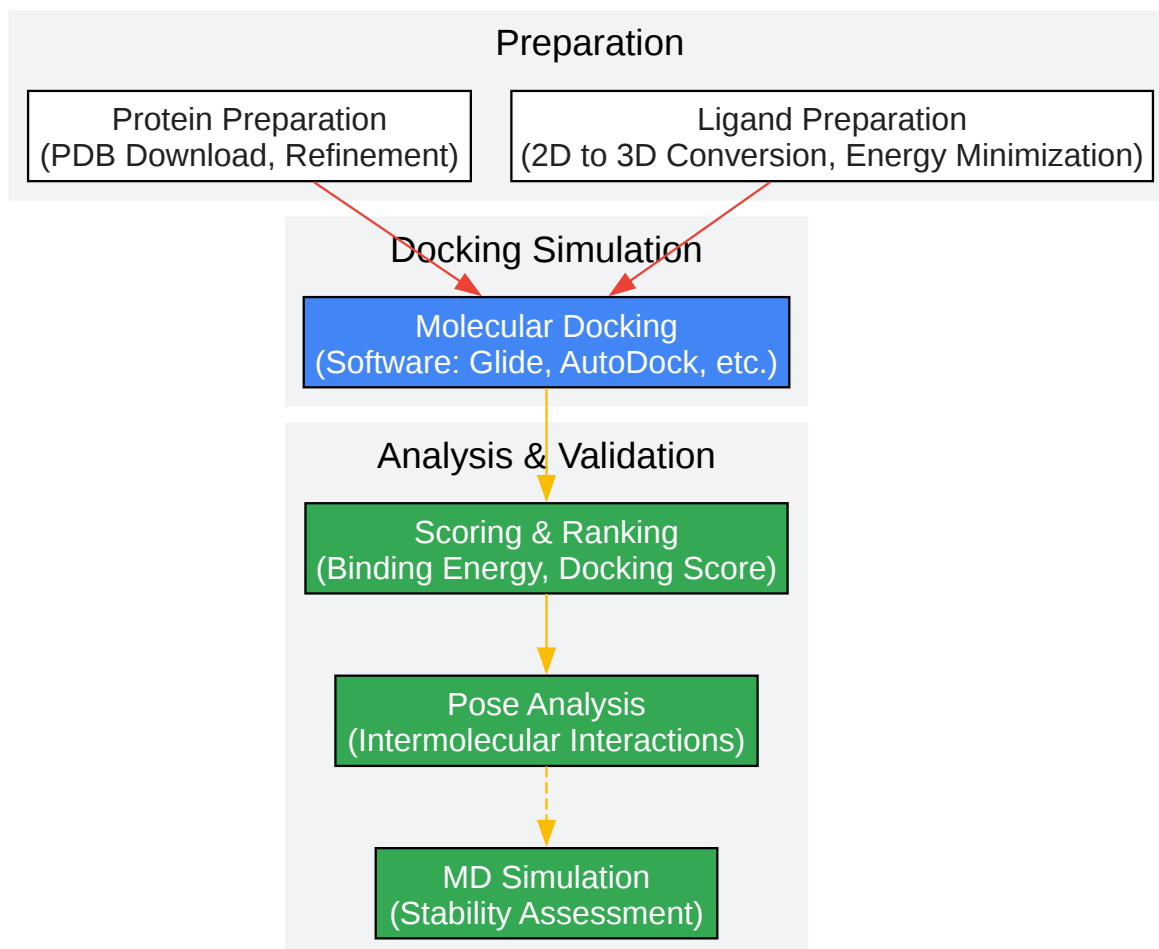 Preparation
Protein Preparation
(PDB Download, Refinement)
Ligand Preparation
(2D to 3D Conversion, Energy Minimization)
Docking Simulation
Molecular Docking
(Software: Glide, AutoDock, etc.)
Analysis & Validation
Scoring & Ranking
(Binding Energy, Docking Score)
Pose Analysis
(Intermolecular Interactions)
MD Simulation
(Stability Assessment)